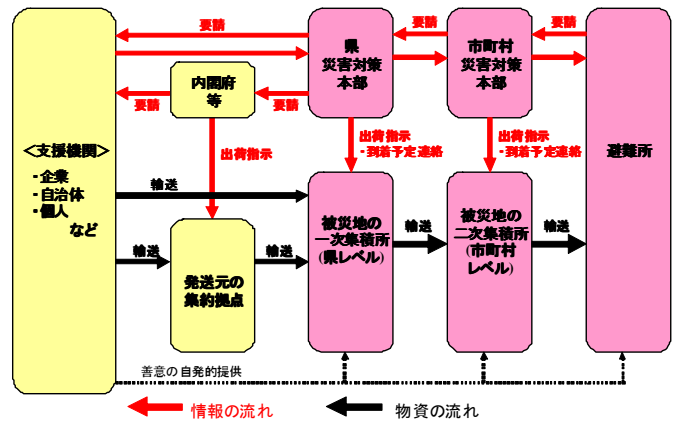 要請
要請
要請
県
災害対策
本部
市町村
災害対策
本部
内閣府
等
要請
要請
<支援機関>
・企業
・自治体
・個人
など
出荷指示
出荷指示
・到着予定連絡
出荷指示
・到着予定連絡
避難所
輸送
被災地の
一次集積所
(県レベル)
被災地の
二次集積所
(市町村
レベル)
輸送
輸送
輸送
輸送
発送元の
集約拠点
善意の自発的提供
情報の流れ
物資の流れ